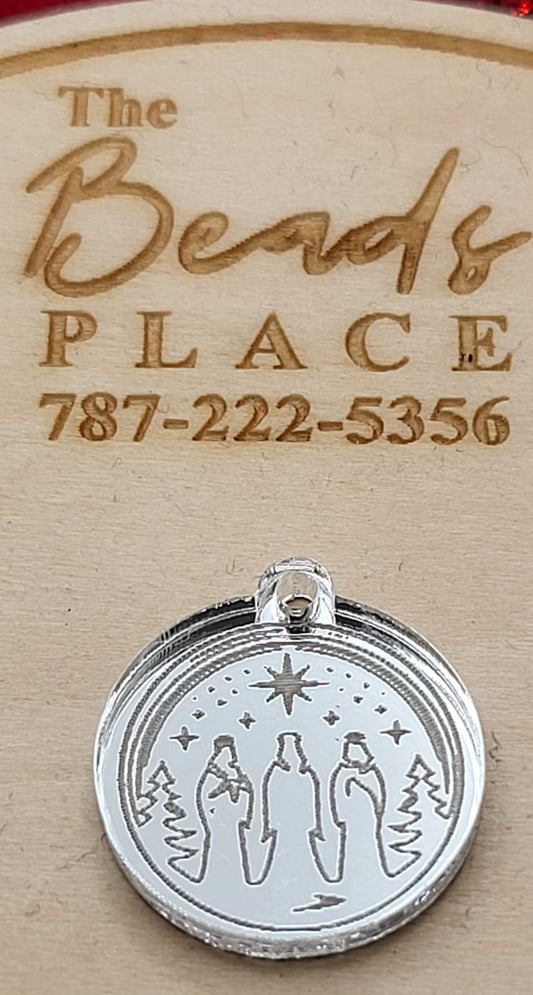 The
Beads
PLACE
787-222-5356